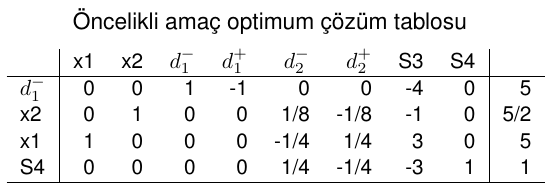 Öncelikli amaç optimum çözüm tablosu
x1 x2 d₁⁻ d₁⁺ d₂⁻ d₂⁺ S3 S4
d₁⁻ 0 0 1 -1 0 0 -4 0 5
x2 0 1 0 0 1/8 -1/8 -1 0 5/2
x1 1 0 0 0 -1/4 1/4 3 0 5
S4 0 0 0 0 1/4 -1/4 -3 1 1